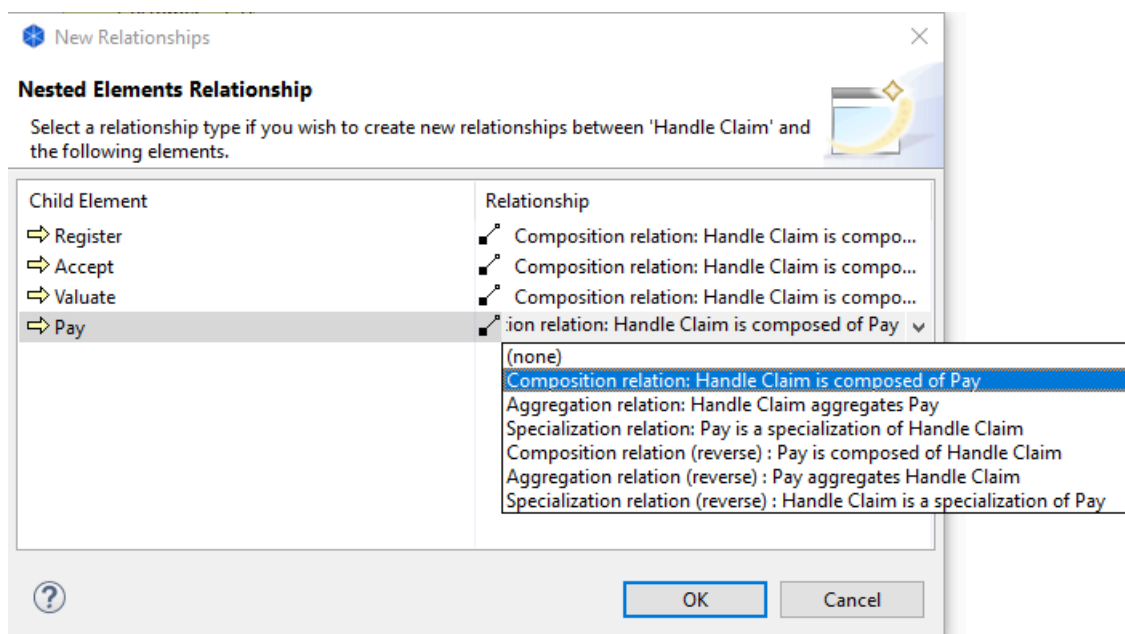 New Relationships
Nested Elements Relationship
Select a relationship type if you wish to create new relationships between 'Handle Claim' and
the following elements.
Child Element
Relationship
Register
Composition relation: Handle Claim is compo...
Accept
Composition relation: Handle Claim is compo...
Valuate
Composition relation: Handle Claim is compo...
Pay
ion relation: Handle Claim is composed of Pay
(none)
Composition relation: Handle Claim is composed of Pay
Aggregation relation: Handle Claim aggregates Pay
Specialization relation: Pay is a specialization of Handle Claim
Composition relation (reverse) : Pay is composed of Handle Claim
Aggregation relation (reverse) : Pay aggregates Handle Claim
Specialization relation (reverse) : Handle Claim is a specialization of Pay
?
OK
Cancel